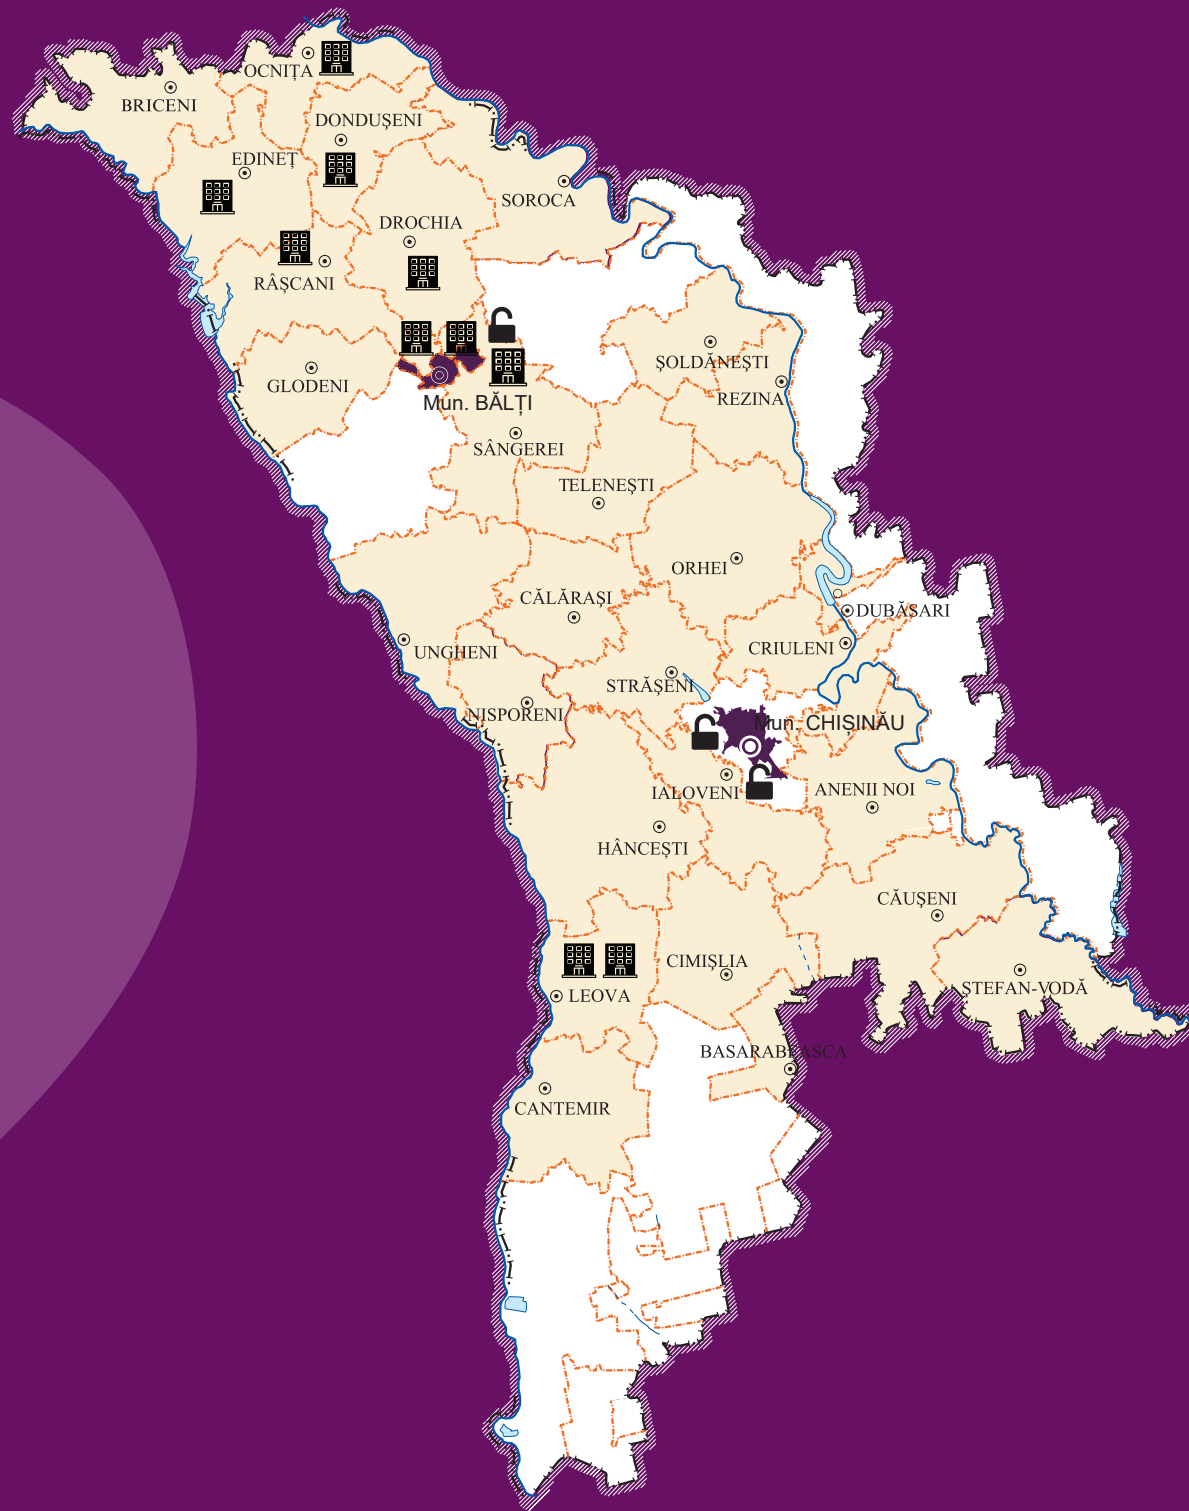 OCNIȚA
BRICENI
DONDUȘENI
EDINEȚ
SOROCA
DROCHIA
RÂȘCANI
ȘOLDĂNEȘTI
GLODENI
REZINA
Mun. BĂLȚI
SÂNGEREI
TELENEȘTI
ORHEI
CĂLĂRAȘI
DUBĂSARI
CRIULENI
UNGHENI
STRĂȘENI
NISPORENI
Mun. CHIȘINĂU
IALOVENI
ANENII NOI
HÂNCEȘTI
CĂUȘENI
CIMIȘLIA
ȘTEFAN-VODĂ
LEOVA
BASARABEASCA
CANTEMIR